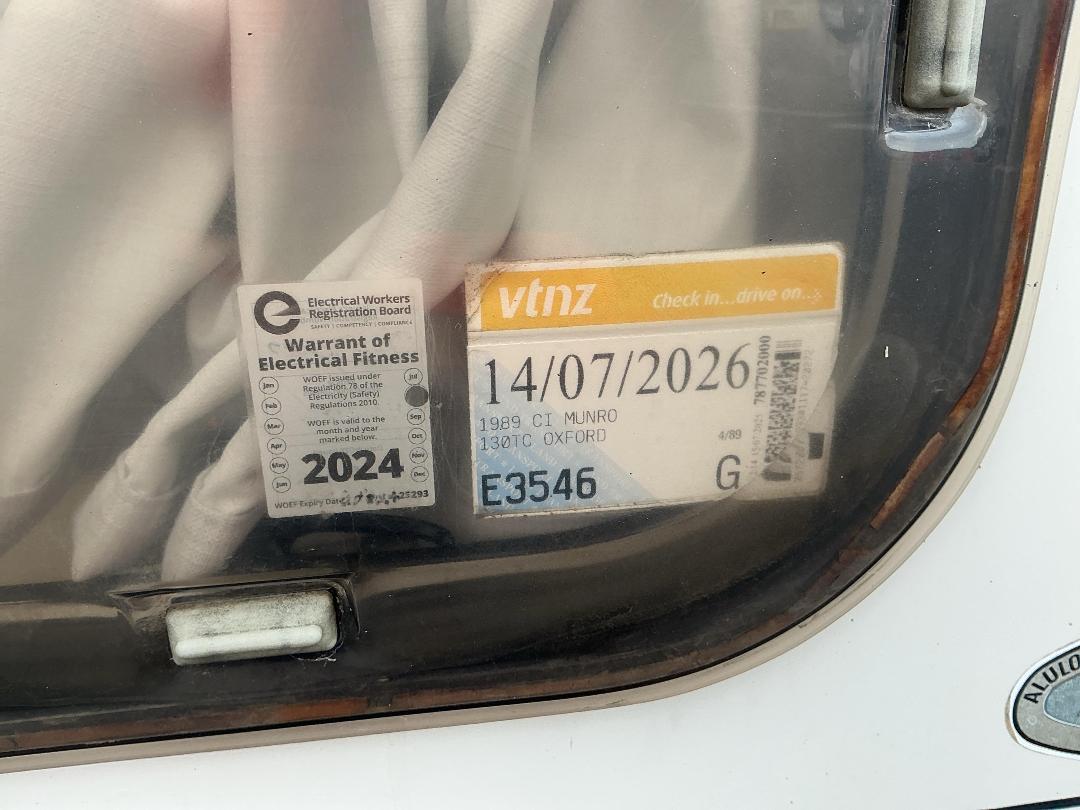 e
Electrical Workers
Registration Board
SAFETY | COMPETENCY | COMPLIANCE
Warrant of
Electrical Fitness
WOEF issued under
Regulation 78 of the
Electricity (Safety)
Regulations 2010.
WOEF is valid to the
month and year
marked below.
Jan
Feb
Mar
Apr
May
Jun
Jul
Sep
Oct
Nov
Dec
2024
WOEF Expiry Date
25293
vtnz
Check in...drive on...
14/07/2026
1989 CI MUNRO
130TC OXFORD
4/89
E3546
G
787702000
ALULO